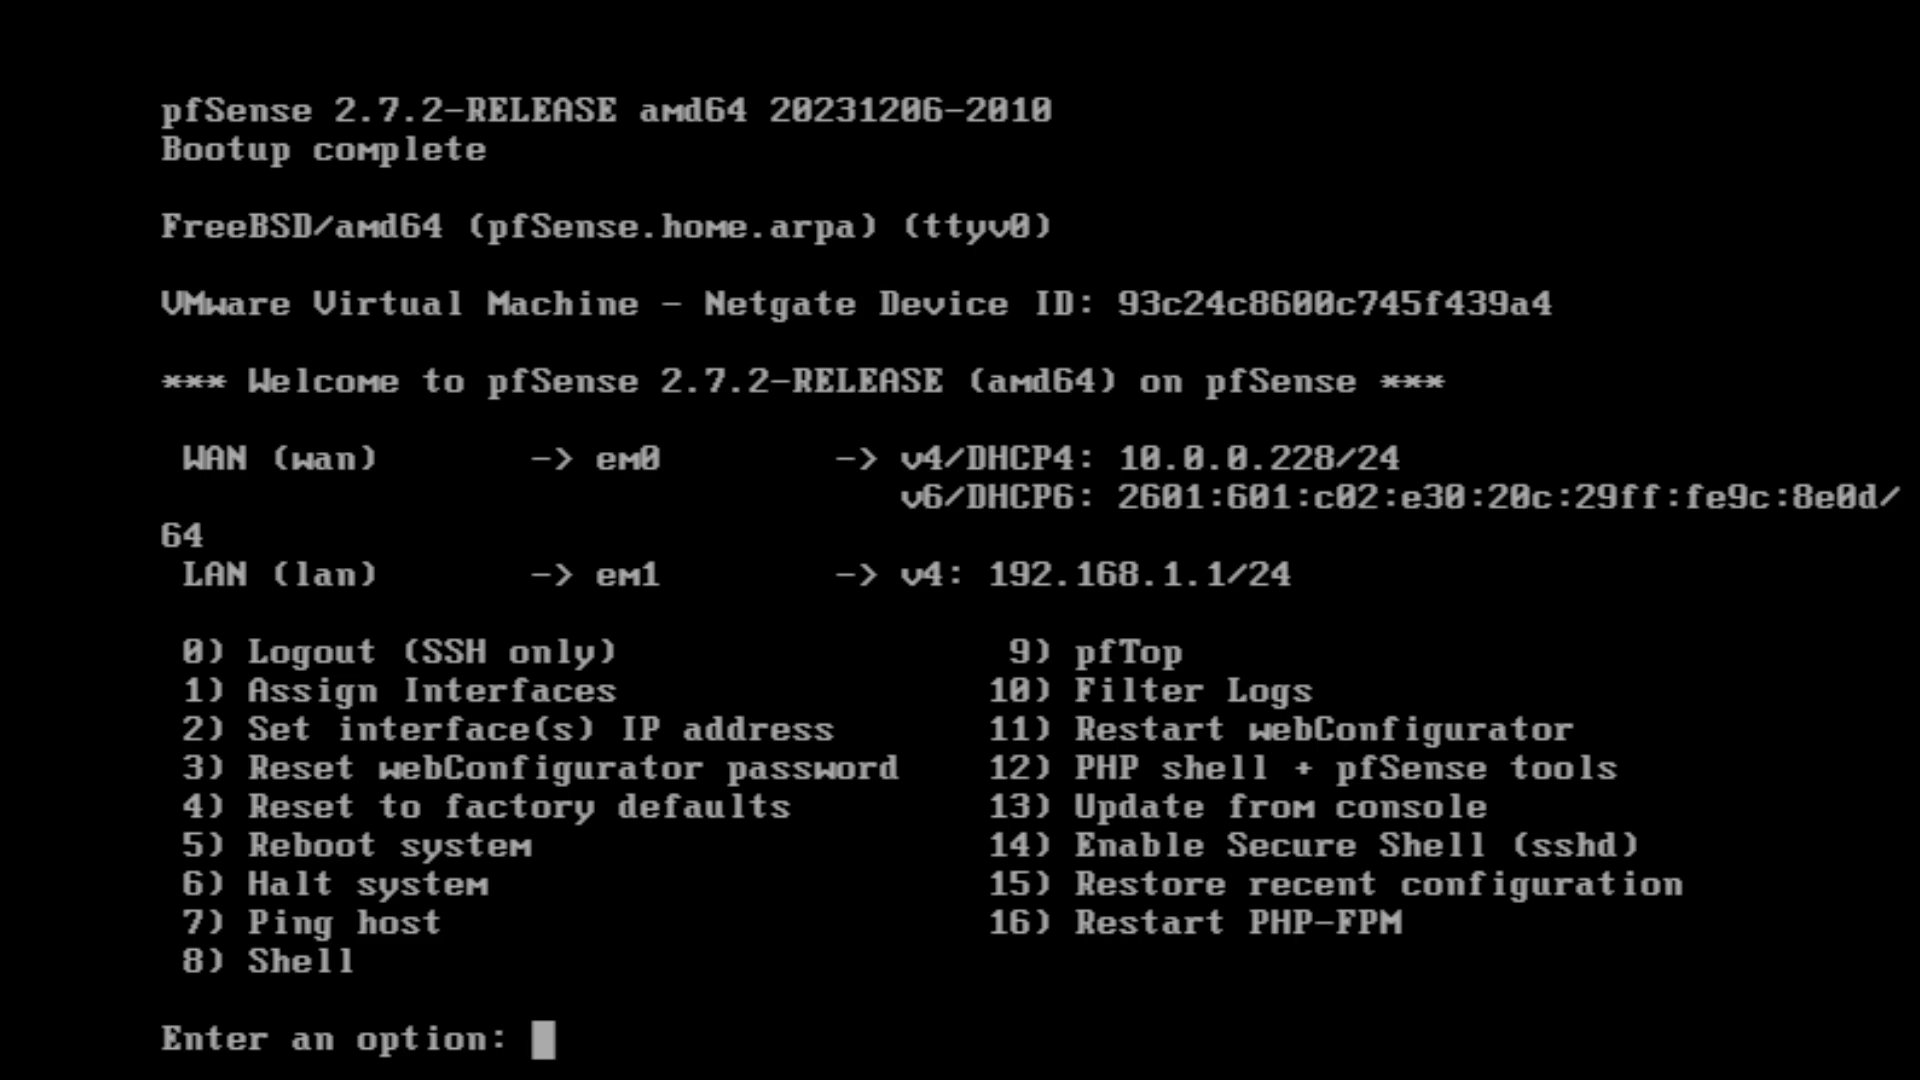 pfSense 2.7.2-RELEASE amd64 20231206-2010
Bootup complete
FreeBSD/amd64 (pfSense.home.arpa) (ttyv0)
VMware Virtual Machine - Netgate Device ID: 93c24c8600c745f439a4
*** Welcome to pfSense 2.7.2-RELEASE (amd64) on pfSense ***
WAN (wan) -> em0 -> v4/DHCP4: 10.0.0.228/24
v6/DHCP6: 2601:601:c02:e30:20c:29ff:fe9c:8e0d/
64
LAN (lan) -> em1 -> v4: 192.168.1.1/24
0) Logout (SSH only) 9) pfTop
1) Assign Interfaces 10) Filter Logs
2) Set interface(s) IP address 11) Restart webConfigurator
3) Reset webConfigurator password 12) PHP shell + pfSense tools
4) Reset to factory defaults 13) Update from console
5) Reboot system 14) Enable Secure Shell (sshd)
6) Halt system 15) Restore recent configuration
7) Ping host 16) Restart PHP-FPM
8) Shell
Enter an option: